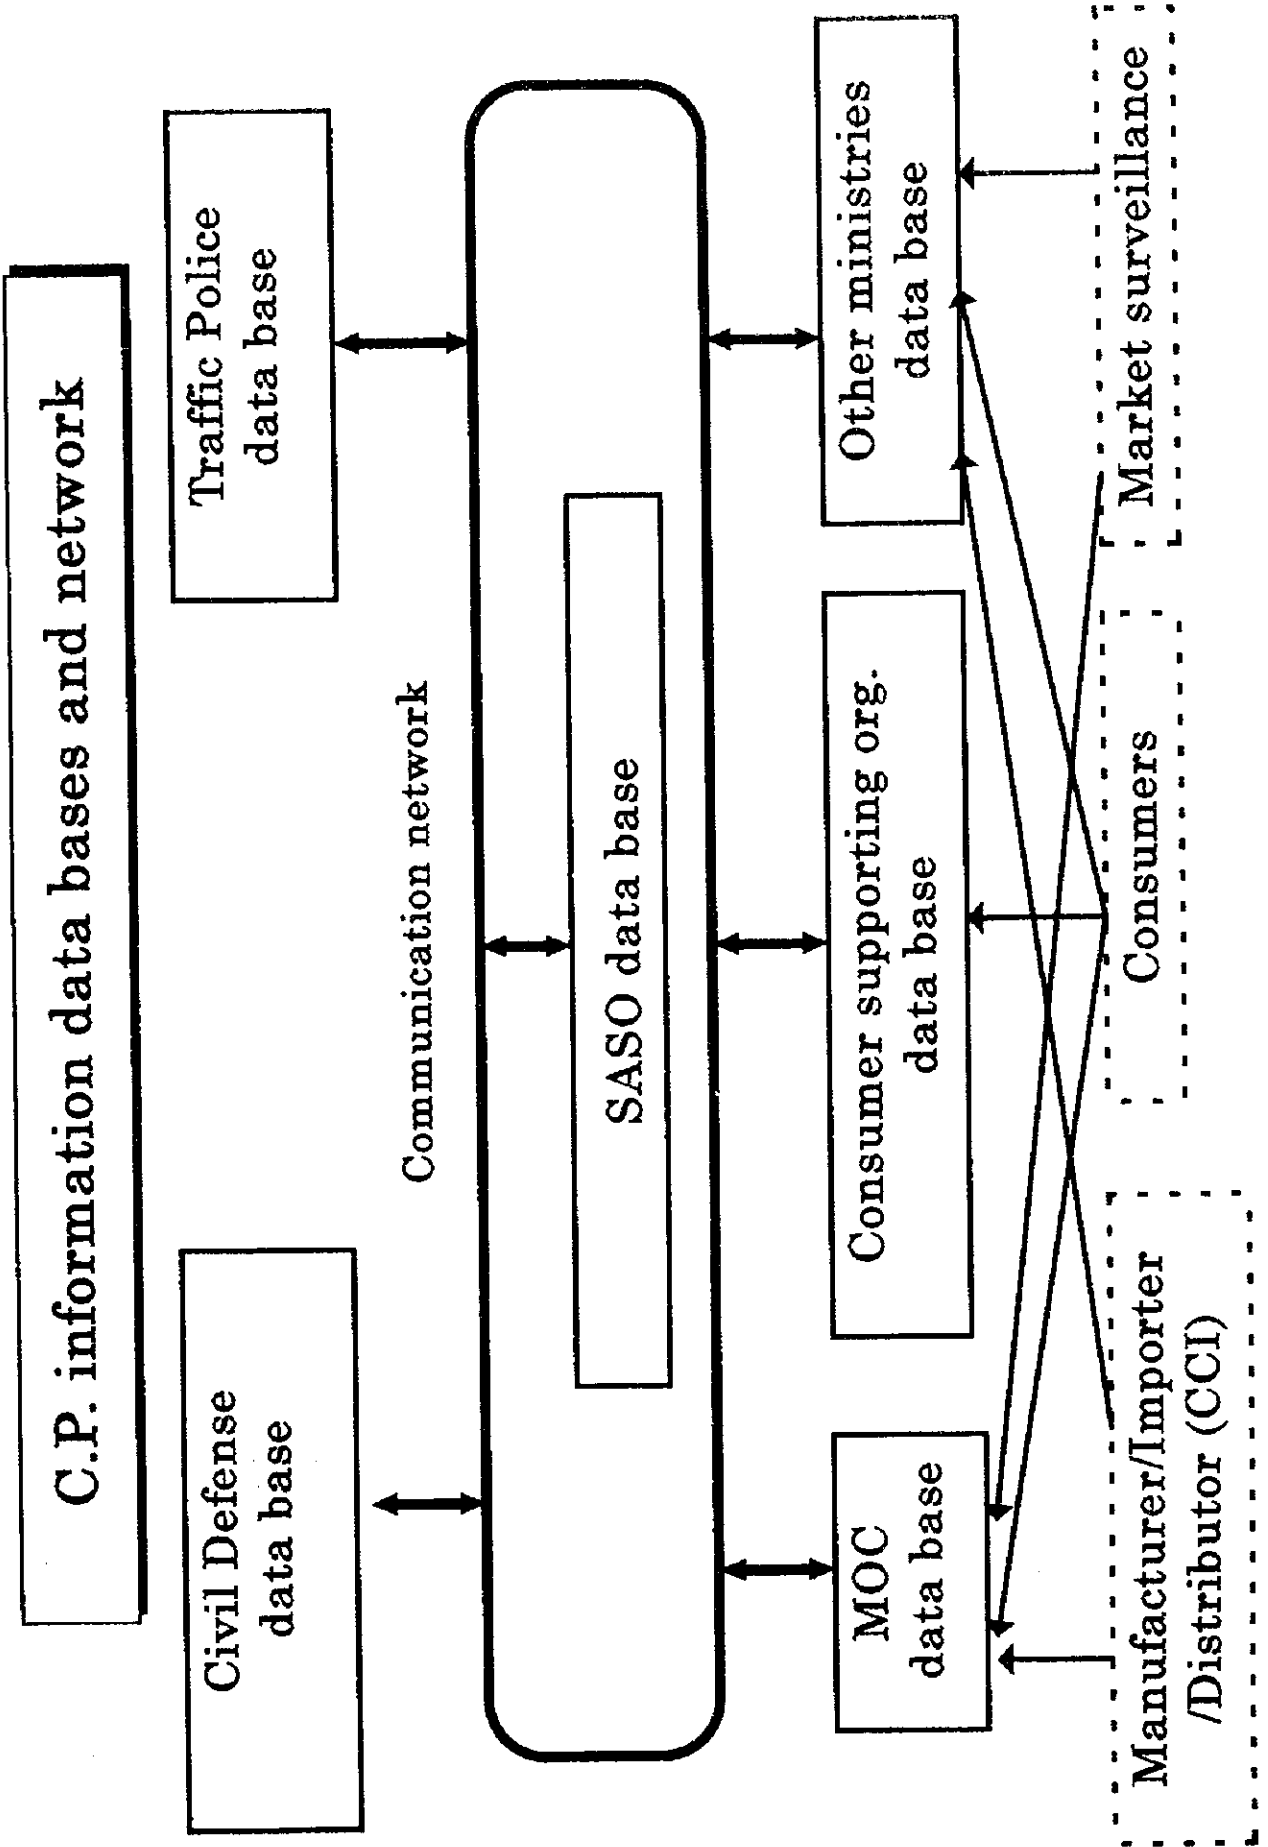 C.P. information data bases and network
Civil Defense
data base
Traffic Police
data base
Communication network
SASO data base
MOC
data base
Consumer supporting org.
data base
Other ministries
data base
Manufacturer/Importer
/Distributor (CCI)
Consumers
Market surveillance